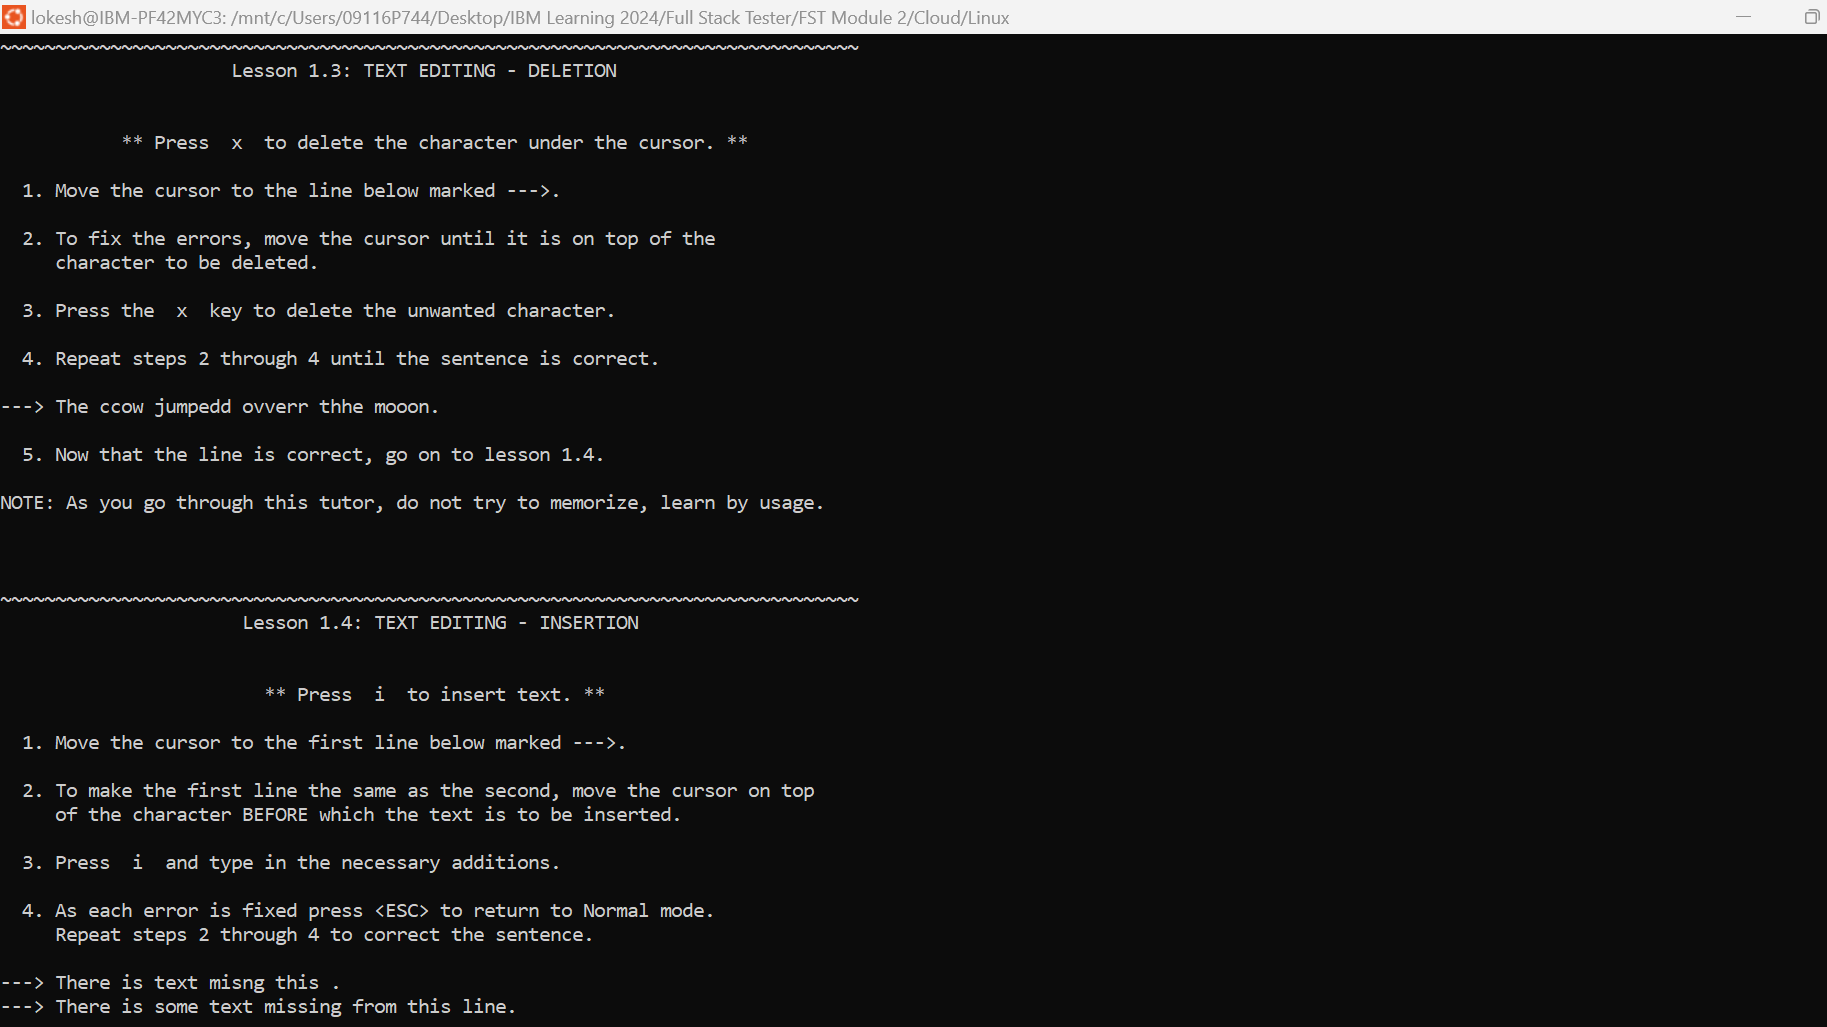 lokesh@IBM-PF42MYC3: /mnt/c/Users/09116P744/Desktop/IBM Learning 2024/Full Stack Tester/FST Module 2/Cloud/Linux
~~~~~~~~~~~~~~~~~~~~~~~~~~~~~~~~~~~~~~~~~~~~~~~~~~~~~~~~~~~~~~~~~~~~~~~~~~~~~~
Lesson 1.3: TEXT EDITING - DELETION
** Press  x  to delete the character under the cursor. **
1. Move the cursor to the line below marked --->.
2. To fix the errors, move the cursor until it is on top of the
character to be deleted.
3. Press the  x  key to delete the unwanted character.
4. Repeat steps 2 through 4 until the sentence is correct.
---> The ccow jumpedd ovverr thhe mooon.
5. Now that the line is correct, go on to lesson 1.4.
NOTE: As you go through this tutor, do not try to memorize, learn by usage.
~~~~~~~~~~~~~~~~~~~~~~~~~~~~~~~~~~~~~~~~~~~~~~~~~~~~~~~~~~~~~~~~~~~~~~~~~~~~~~
Lesson 1.4: TEXT EDITING - INSERTION
** Press  i  to insert text. **
1. Move the cursor to the first line below marked --->.
2. To make the first line the same as the second, move the cursor on top
of the character BEFORE which the text is to be inserted.
3. Press  i  and type in the necessary additions.
4. As each error is fixed press <ESC> to return to Normal mode.
Repeat steps 2 through 4 to correct the sentence.
---> There is text misng this .
---> There is some text missing from this line.